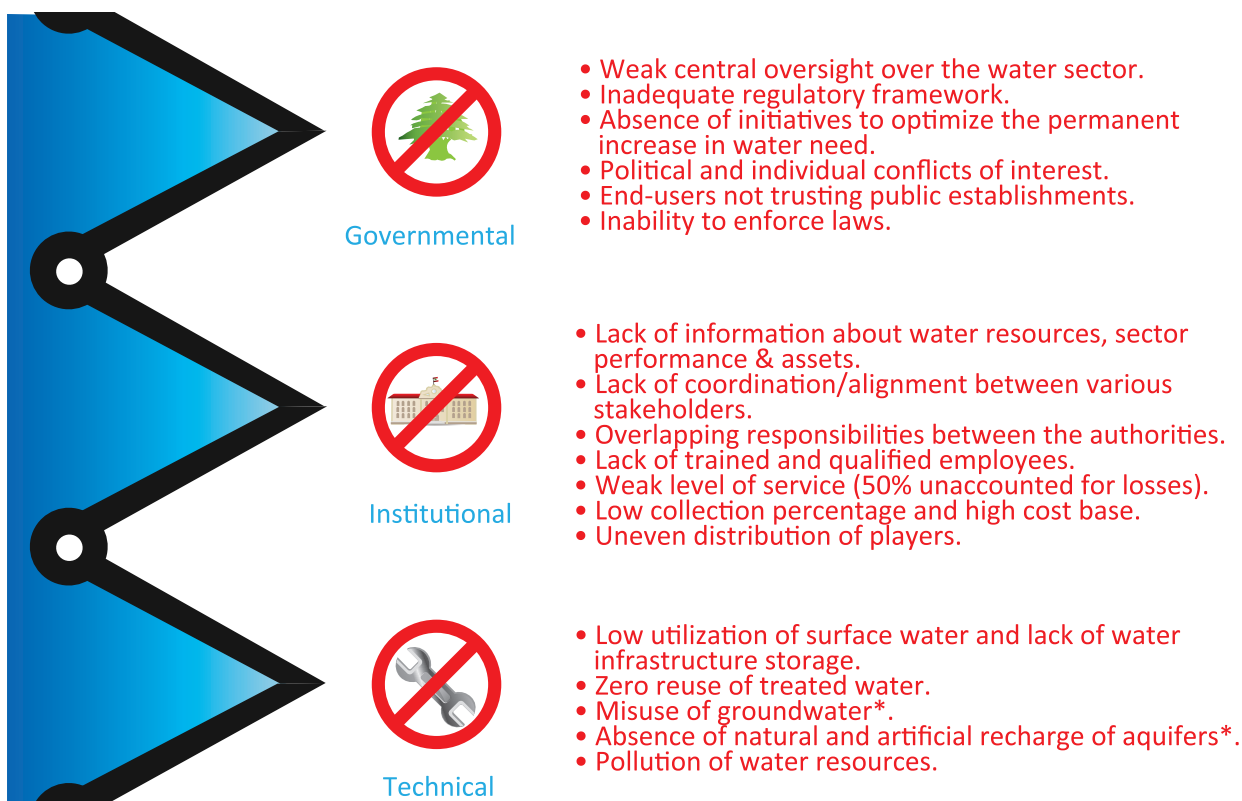 • Weak central oversight over the water sector.
• Inadequate regulatory framework.
• Absence of initiatives to optimize the permanent
increase in water need.
• Political and individual conflicts of interest.
• End-users not trusting public establishments.
• Inability to enforce laws.
Governmental
• Lack of information about water resources, sector
performance & assets.
• Lack of coordination/alignment between various
stakeholders.
• Overlapping responsibilities between the authorities.
• Lack of trained and qualified employees.
• Weak level of service (50% unaccounted for losses).
• Low collection percentage and high cost base.
• Uneven distribution of players.
Institutional
• Low utilization of surface water and lack of water
infrastructure storage.
• Zero reuse of treated water.
• Misuse of groundwater*.
• Absence of natural and artificial recharge of aquifers*.
• Pollution of water resources.
Technical